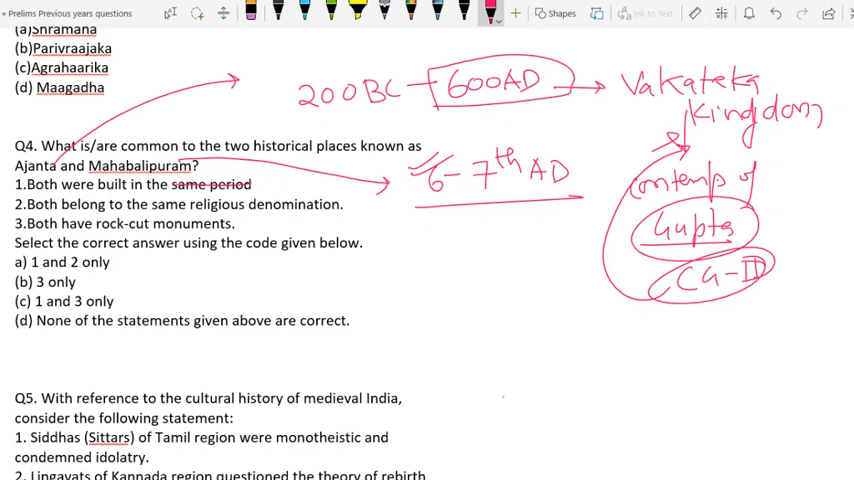 » Prelims Previous years questions
Shapes
Ink to Text
(a)Shramana
(b)Parivraajaka
(c)Agrahaarika
(d) Maagadha
200BC - 600AD → Vakateka
Kingdom
Q4. What is/are common to the two historical places known as
Ajanta and Mahabalipuram?
6 - 7th AD
1.Both were built in the same period
contemp of
2.Both belong to the same religious denomination.
3.Both have rock-cut monuments.
Gupta
Select the correct answer using the code given below.
a) 1 and 2 only
CG-II
(b) 3 only
(c) 1 and 3 only
(d) None of the statements given above are correct.
Q5. With reference to the cultural history of medieval India,
consider the following statement:
1. Siddhas (Sittars) of Tamil region were monotheistic and
condemned idolatry.
2. Lingayats of Kannada region questioned the theory of rebirth